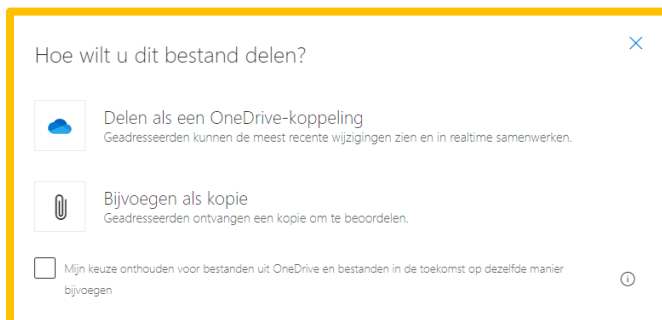 Hoe wilt u dit bestand delen?
Delen als een OneDrive-koppeling
Geadresseerden kunnen de meest recente wijzigingen zien en in realtime samenwerken.
Bijvoegen als kopie
Geadresseerden ontvangen een kopie om te beoordelen.
Mijn keuze onthouden voor bestanden uit OneDrive en bestanden in de toekomst op dezelfde manier
bijvoegen